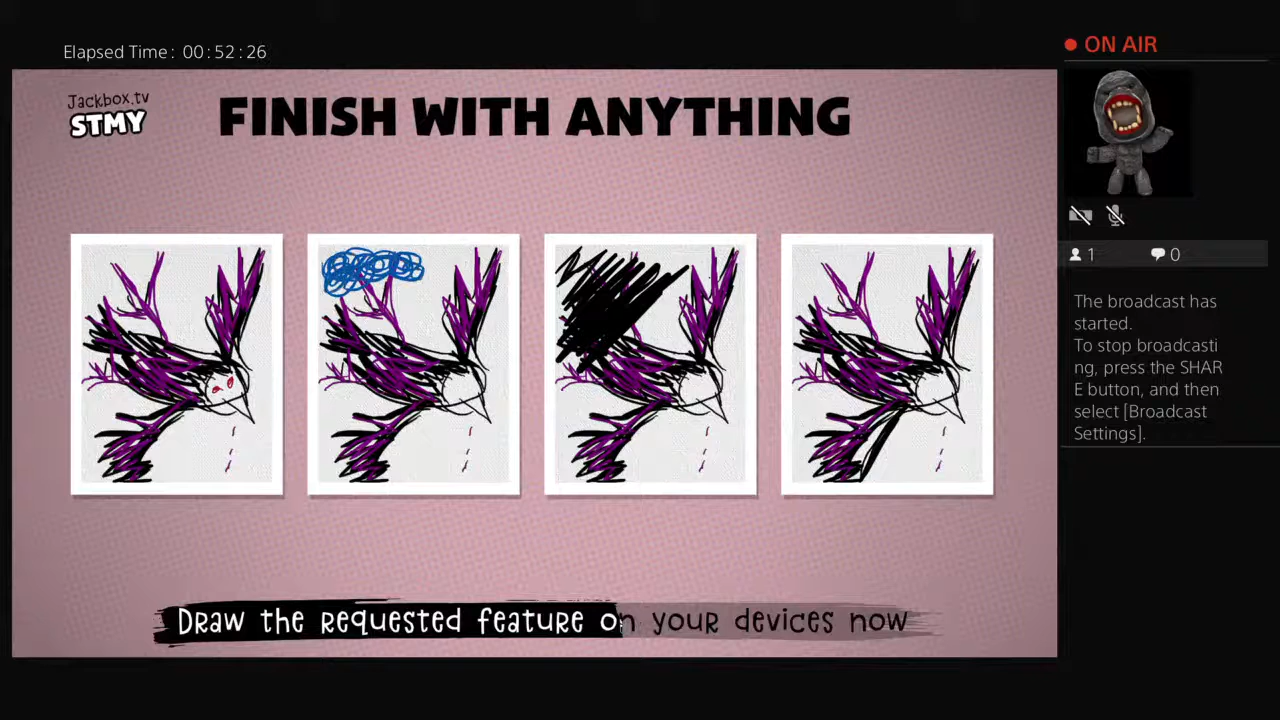 Elapsed Time: 00:52:26
ON AIR
Jackbox.tv
STMY
FINISH WITH ANYTHING
1
0
The broadcast has
started.
To stop broadcasti
ng, press the SHAR
E button, and then
select [Broadcast
Settings].
Draw the requested feature on your devices now